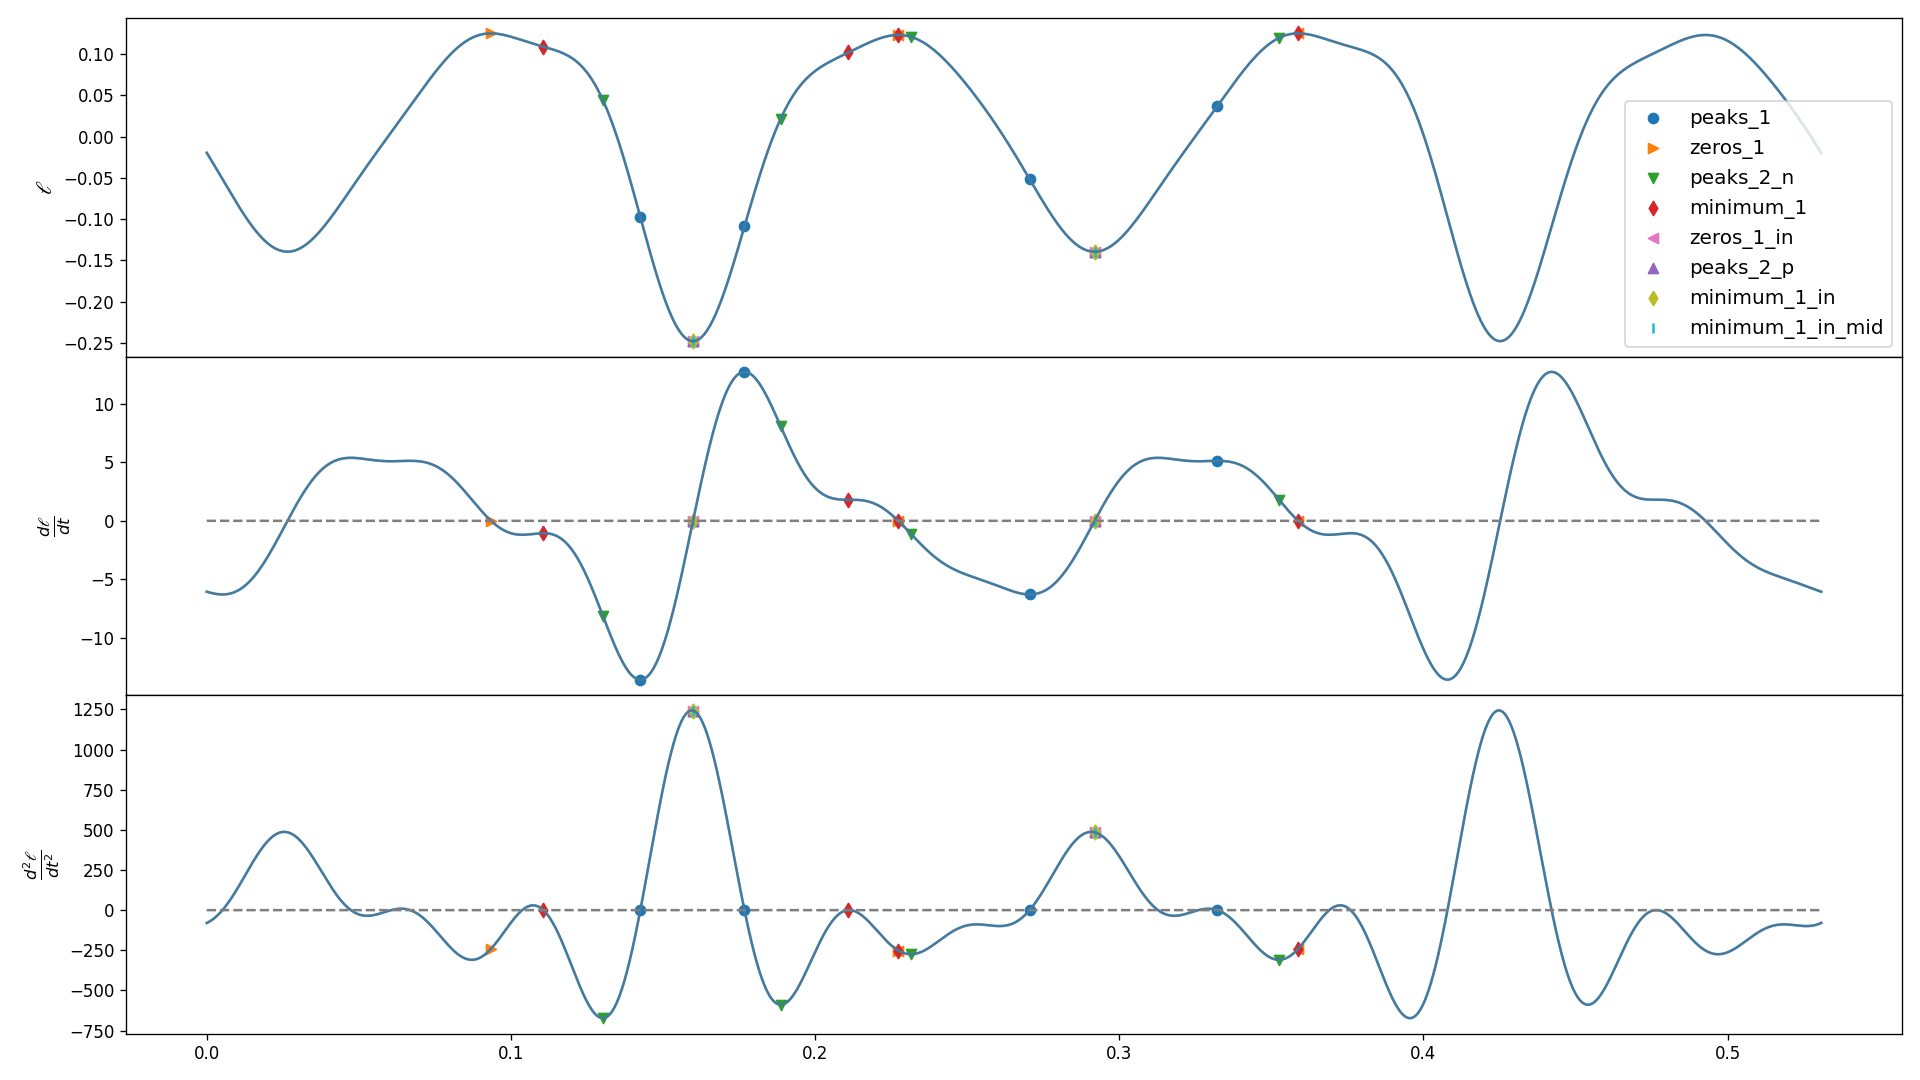 0.10
0.05
0.00
−0.05
−0.10
−0.15
−0.20
−0.25
ℓ
peaks_1
zeros_1
peaks_2_n
minimum_1
zeros_1_in
peaks_2_p
minimum_1_in
minimum_1_in_mid
10
5
0
−5
−10
dℓ
dt
1250
1000
750
500
250
0
−250
−500
−750
d²ℓ
dt²
0.0 0.1 0.2 0.3 0.4 0.5